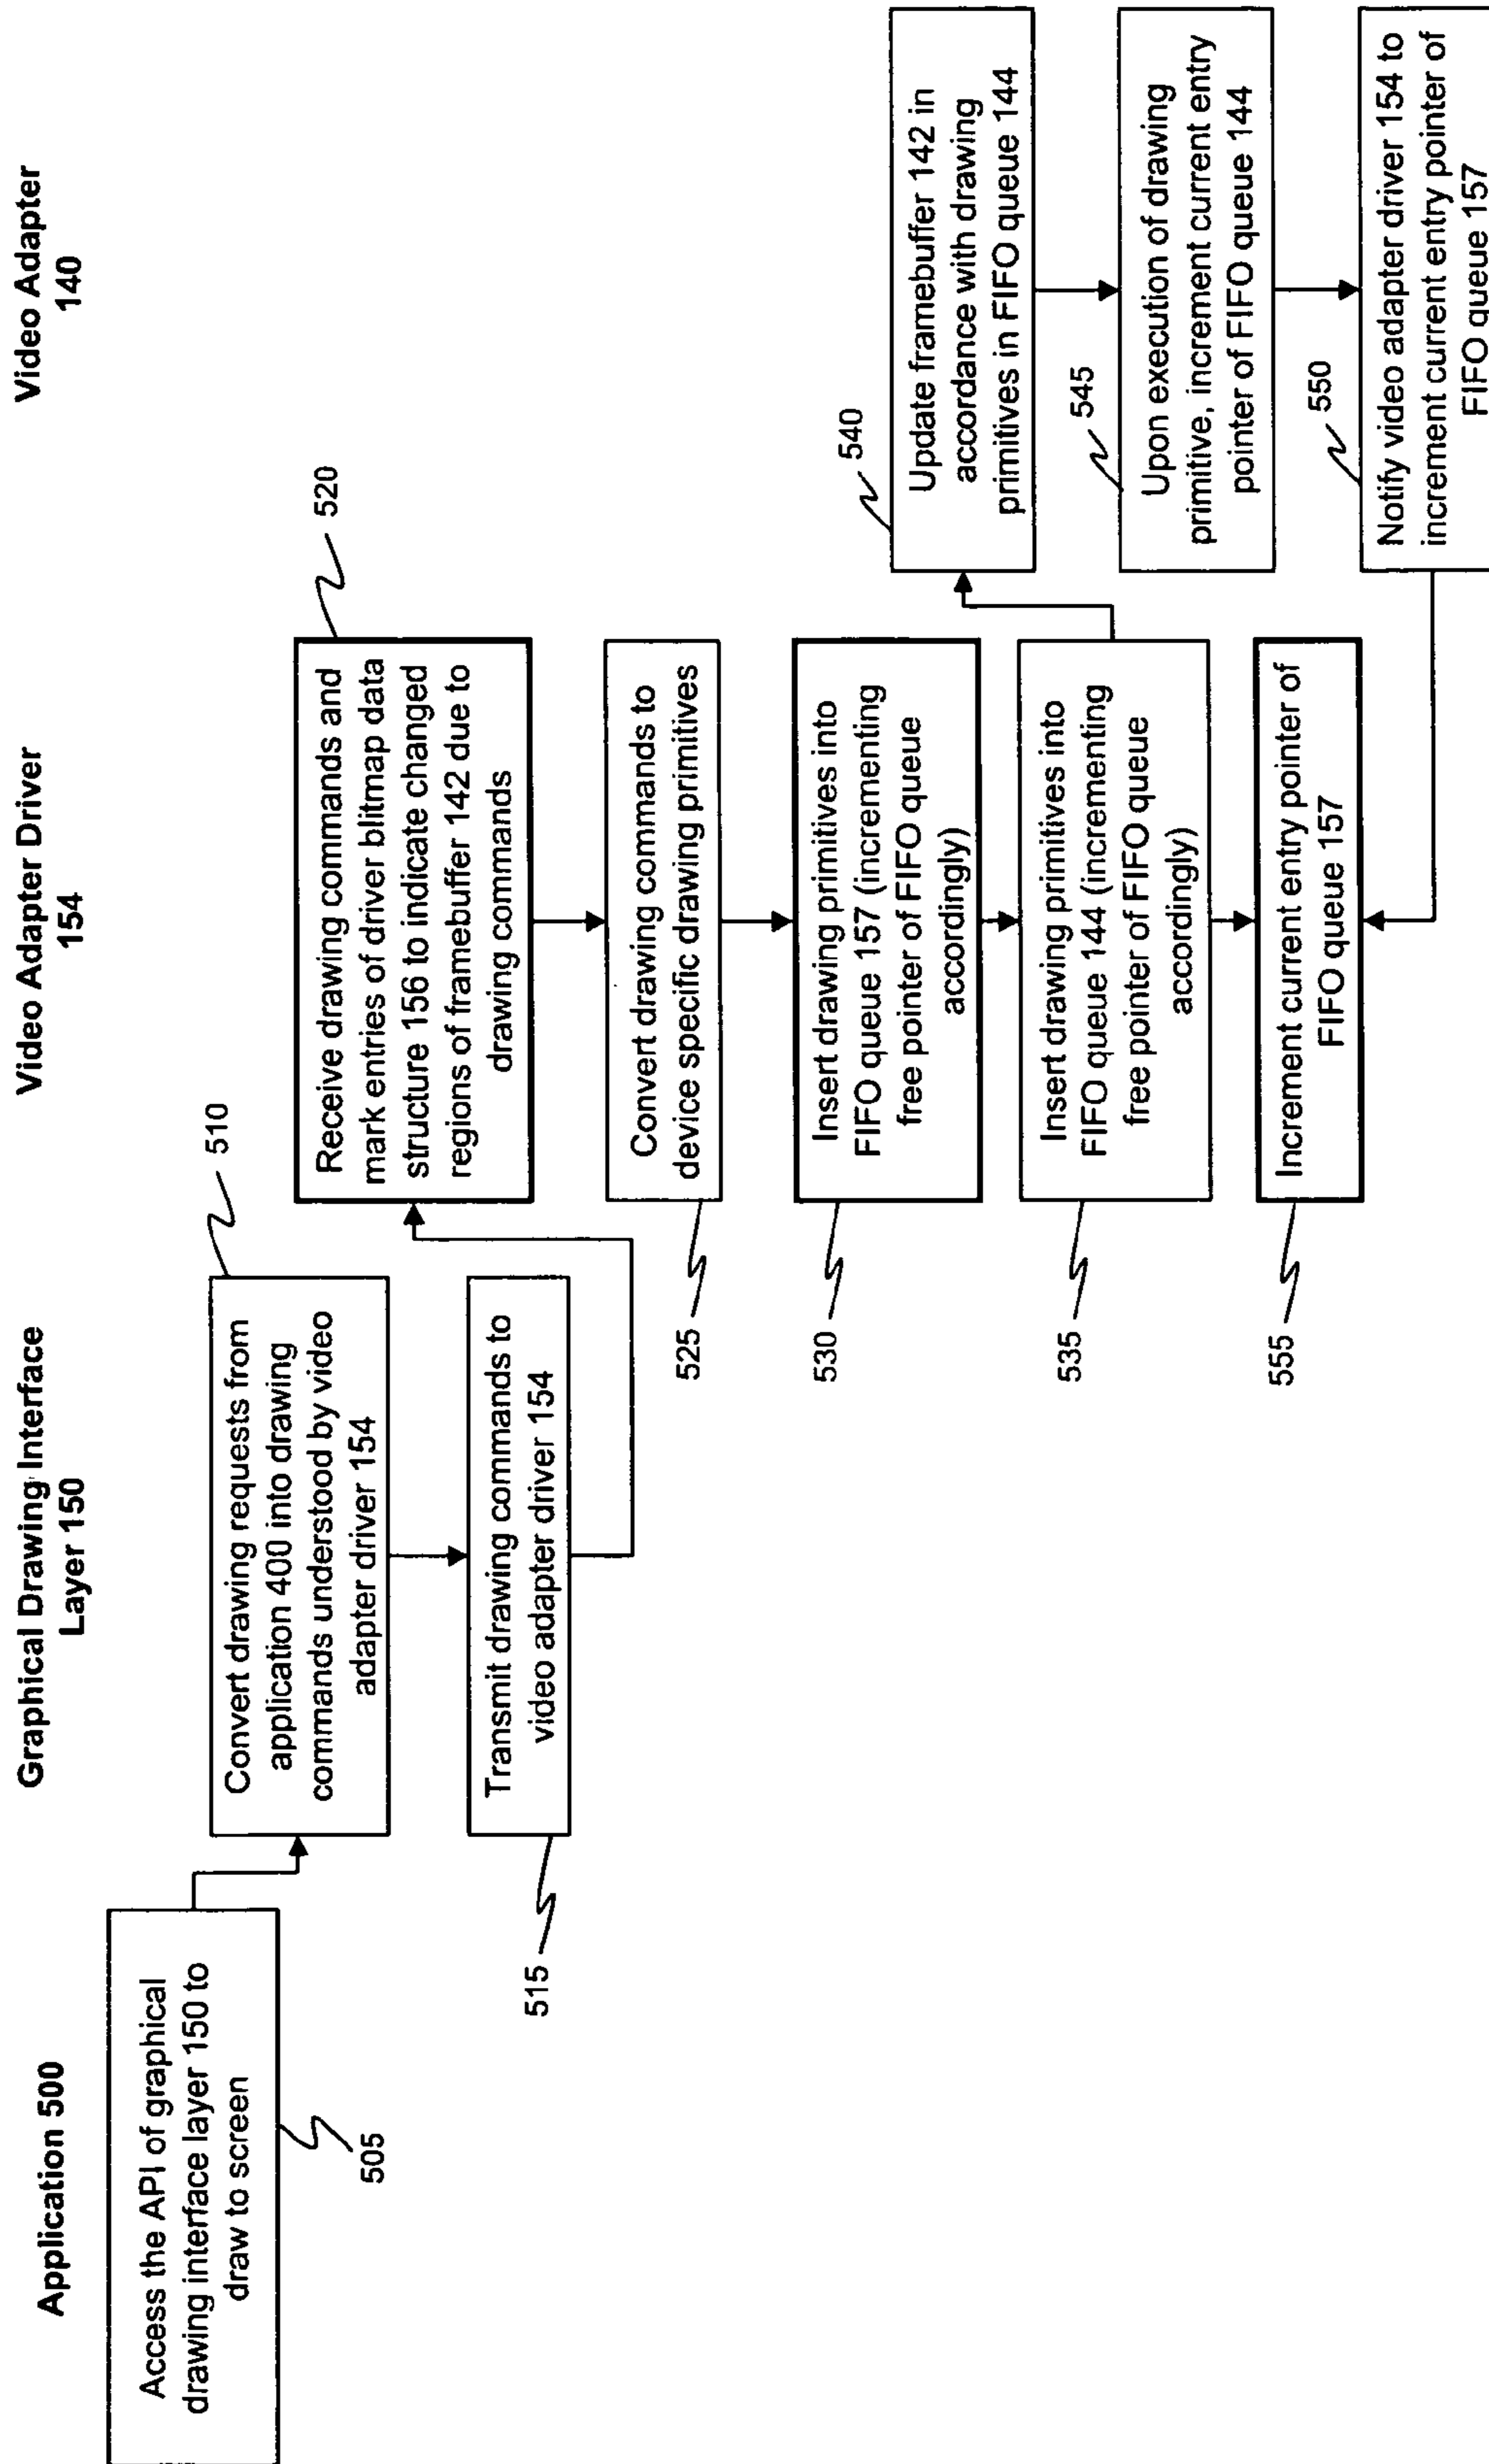 Application 500
Graphical Drawing Interface
Layer 150
Video Adapter Driver
154
Video Adapter
140
Access the API of graphical
drawing interface layer 150 to
draw to screen
505
Convert drawing requests from
application 400 into drawing
commands understood by video
adapter driver 154
510
Transmit drawing commands to
video adapter driver 154
515
Receive drawing commands and
mark entries of driver blitmap data
structure 156 to indicate changed
regions of framebuffer 142 due to
drawing commands
520
Convert drawing commands to
device specific drawing primitives
525
Insert drawing primitives into
FIFO queue 157 (incrementing
free pointer of FIFO queue
accordingly)
530
Insert drawing primitives into
FIFO queue 144 (incrementing
free pointer of FIFO queue
accordingly)
535
Update framebuffer 142 in
accordance with drawing
primitives in FIFO queue 144
540
Upon execution of drawing
primitive, increment current entry
pointer of FIFO queue 144
545
Notify video adapter driver 154 to
increment current entry pointer of
FIFO queue 157
550
Increment current entry pointer of
FIFO queue 157
555